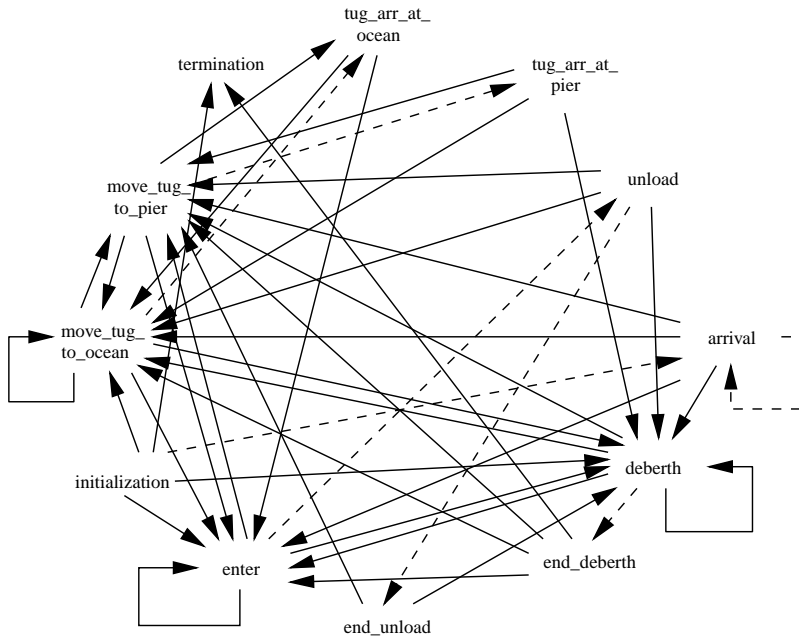 tug_arr_at_
ocean
termination
tug_arr_at_
pier
move_tug_
to_pier
unload
move_tug_
to_ocean
arrival
initialization
deberth
enter
end_deberth
end_unload